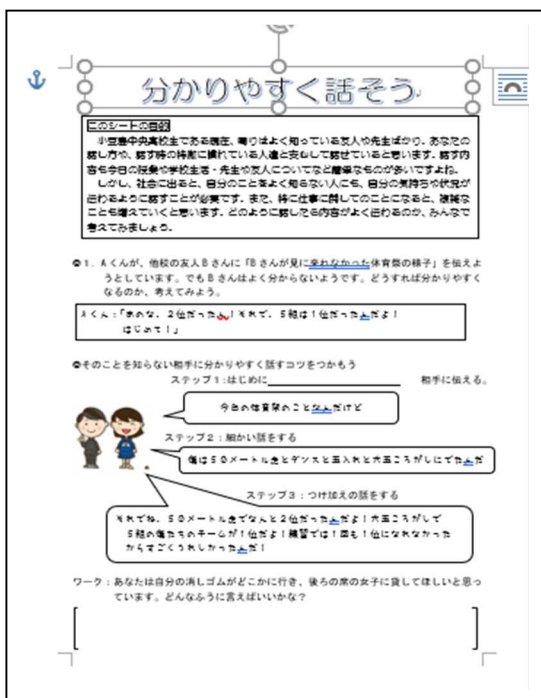 分かりやすく話そう
このシートの目的
小豆島中央高校生である現在、周りはよく知っている友人や先生ばかり。あなたの
話し方や、話す時の特徴に慣れている人達と安心して話せていると思います。話す内
容も今日の授業や学校生活・先生や友人についてなど簡単なものが多いですよね。
しかし、社会に出ると、自分のことをよく知らない人にも、自分の気持ちや状況が
伝わるように話すことが必要です。また、特に仕事に関してのことになると、複雑な
ことも増えていくと思います。どのように話したら内容がよく伝わるのか、みんなで
考えてみましょう。
1．Aくんが、他校の友人Bさんに「Bさんが見に来れなかった体育祭の様子」を伝えよ
うとしています。でもBさんはよく分からないようです。どうすれば分かりやすく
なるのか、考えてみよう。
Aくん：「あのな、2位だったん！それで、5組は1位だったんだよ！
はじめて！」
そのことを知らない相手に分かりやすく話すコツをつかもう
ステップ1：はじめに 相手に伝える。
今日の体育祭のことなんだけど
ステップ2：細かい話をする
僕は50メートル走とダンスと玉入れと大玉ころがしにでたんだ
ステップ3：つけ加えの話をする
それでね、50メートル走でなんと2位だったんだよ！大玉ころがしで
5組の僕たちのチームが1位だよ！練習では1回も1位になれなかった
からすごくうれしかったんだ！
ワーク：あなたは自分の消しゴムがどこかに行き、後ろの席の女子に貸してほしいと思っ
ています。どんなふうに言えばいいかな？